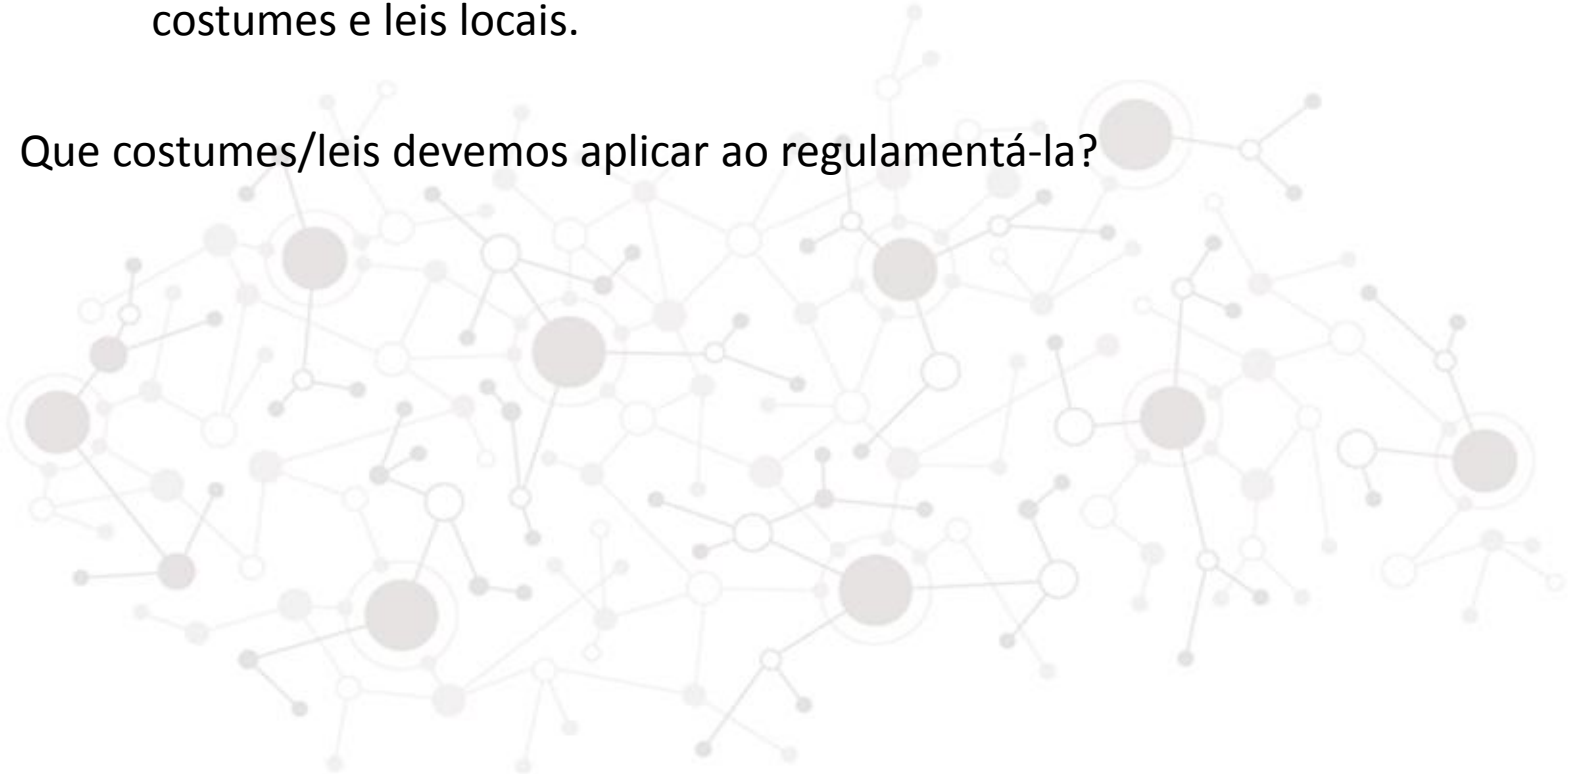 costumes e leis locais.
Que costumes/leis devemos aplicar ao regulamentá-la?